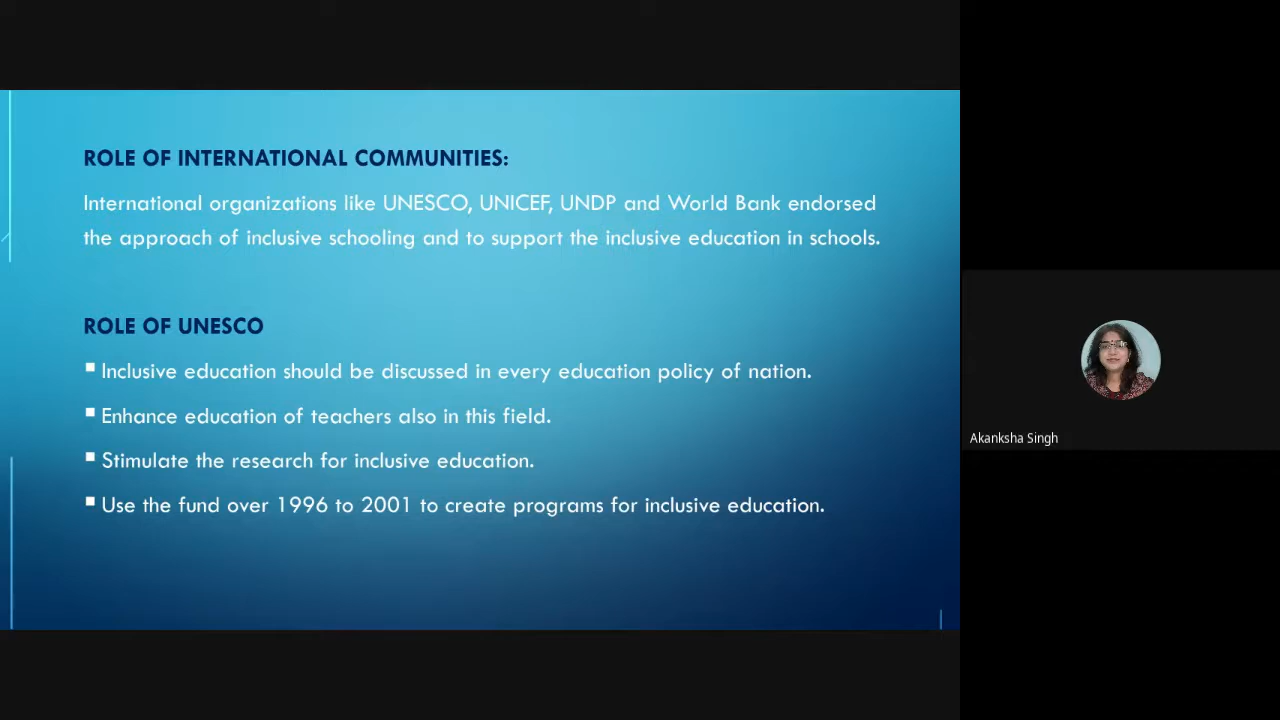 ROLE OF INTERNATIONAL COMMUNITIES:
International organizations like UNESCO, UNICEF, UNDP and World Bank endorsed
the approach of inclusive schooling and to support the inclusive education in schools.
ROLE OF UNESCO
▪ Inclusive education should be discussed in every education policy of nation.
▪ Enhance education of teachers also in this field.
▪ Stimulate the research for inclusive education.
▪ Use the fund over 1996 to 2001 to create programs for inclusive education.
Akanksha Singh